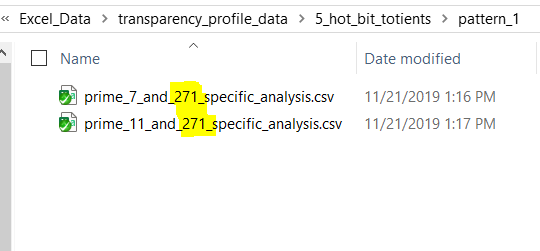 Excel_Data > transparency_profile_data > 5_hot_bit_totients > pattern_1
Name Date modified
prime_7_and_271_specific_analysis.csv 11/21/2019 1:16 PM
prime_11_and_271_specific_analysis.csv 11/21/2019 1:17 PM